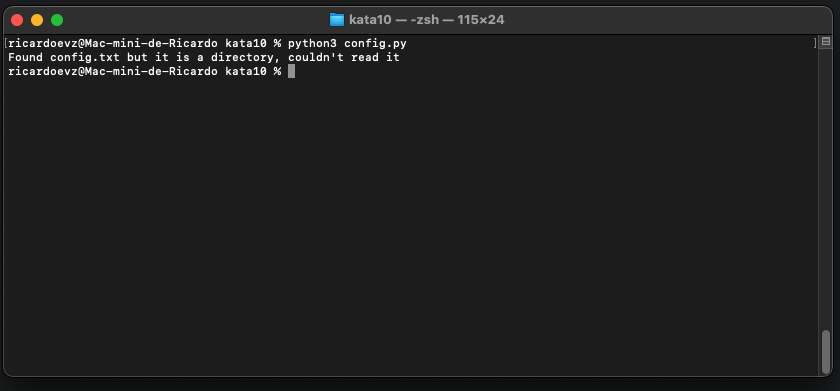 kata10 — -zsh — 115×24
[ricardoevz@Mac-mini-de-Ricardo kata10 % python3 config.py ]
Found config.txt but it is a directory, couldn't read it
ricardoevz@Mac-mini-de-Ricardo kata10 %